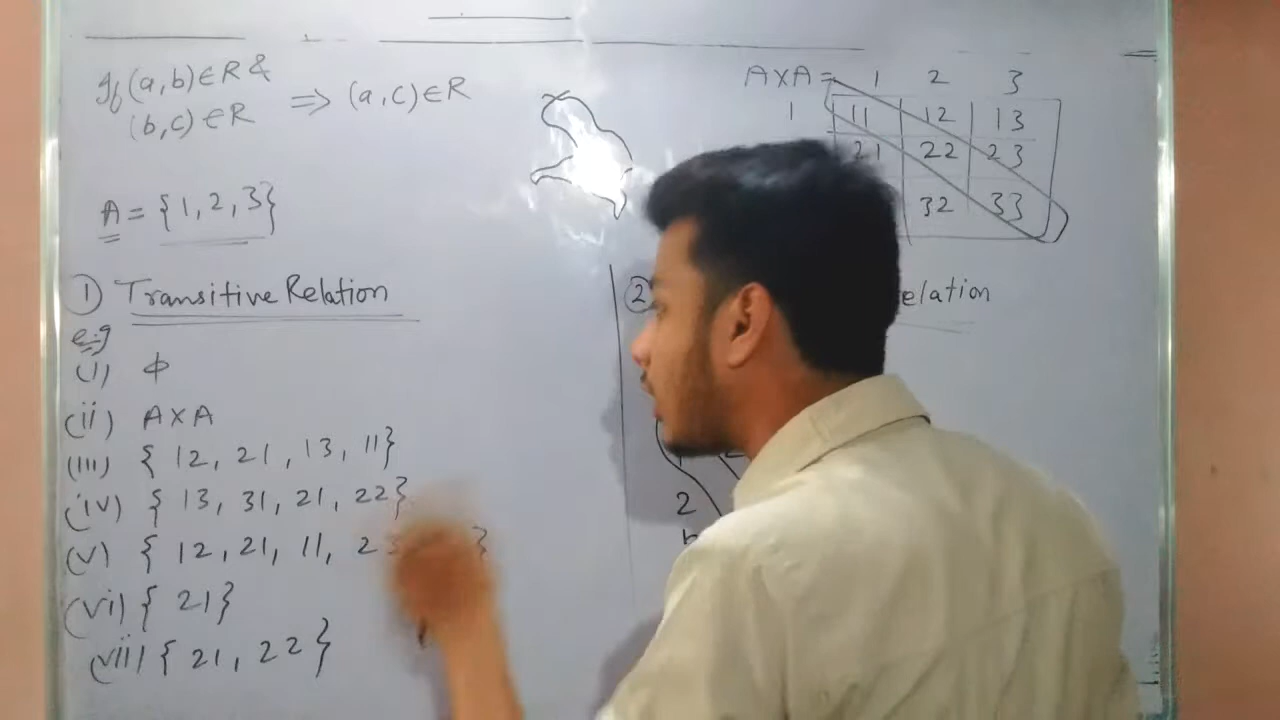 If (a,b)∈R &
(b,c)∈R ⇒ (a,c)∈R
A = {1,2,3}
① Transitive Relation
e.g
(i) Φ
(ii) A×A
(iii) { 12, 21, 13, 11}
(iv) { 13, 31, 21, 22}
(v) { 12, 21, 11, 23 }
(vi) { 21}
(vii) { 21, 22 }
A×A = 1 2 3
1 11 12 13
21 22 23
32 33
② elation
2